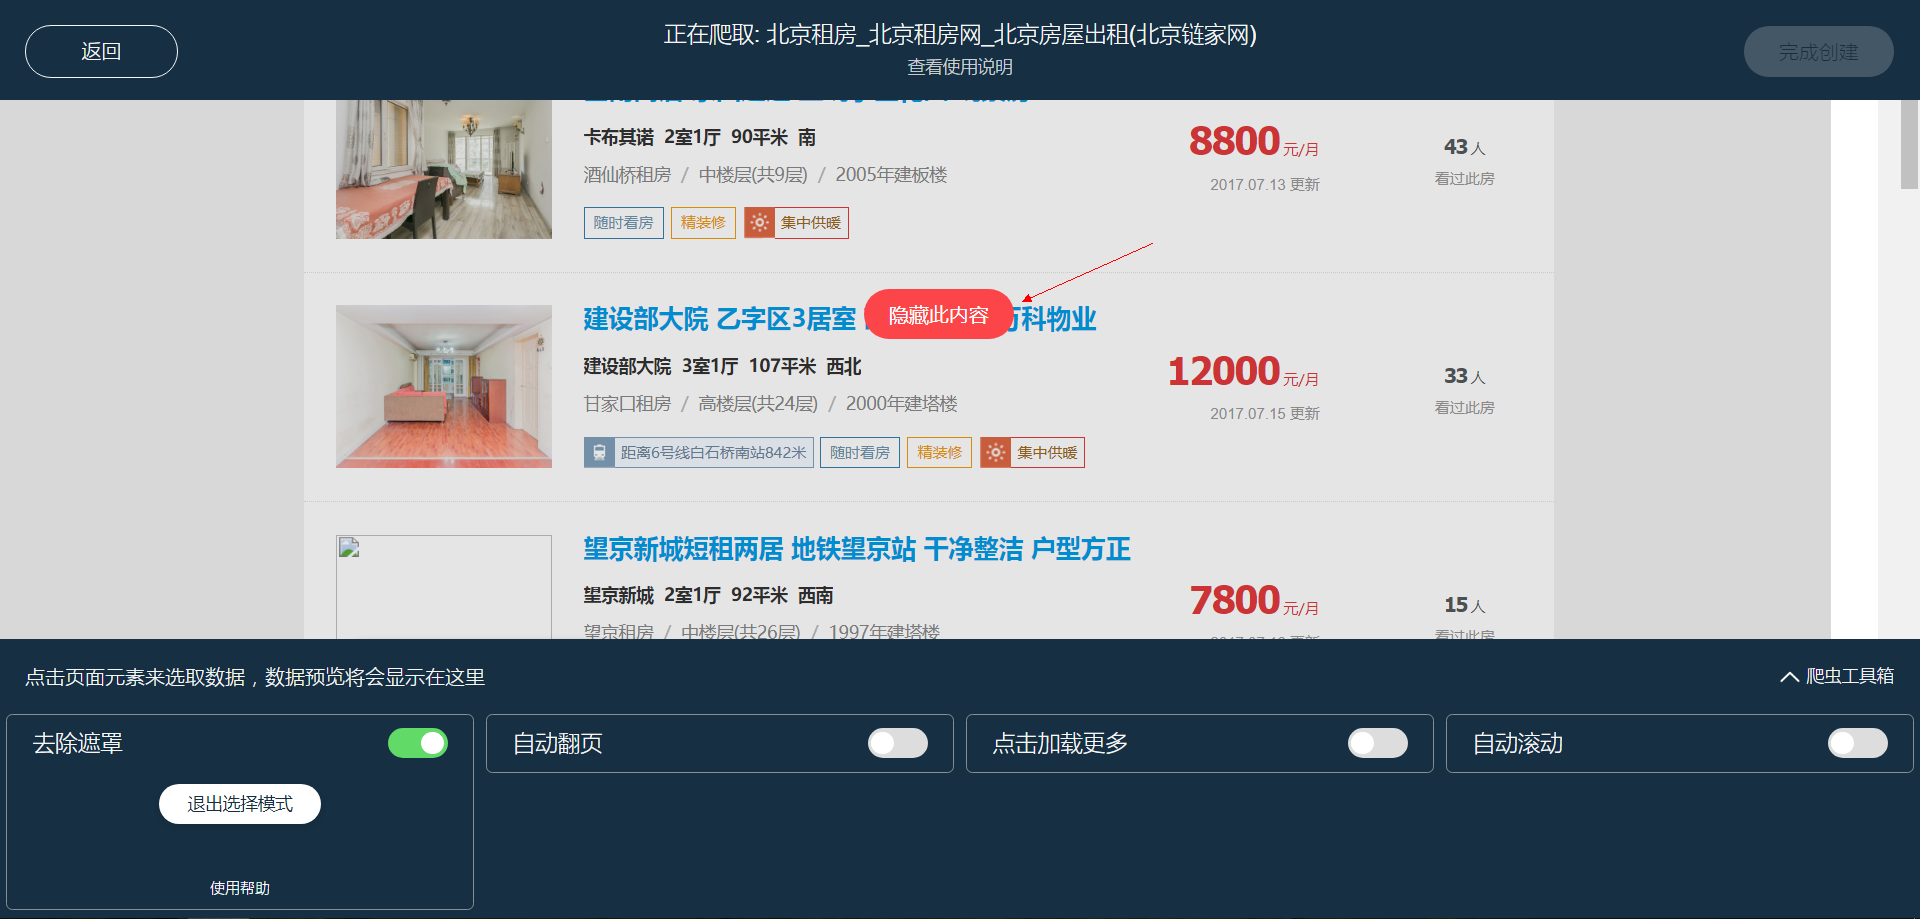 返回
正在爬取: 北京租房_北京租房网_北京房屋出租(北京链家网)
查看使用说明
完成创建
卡布其诺 2室1厅 90平米 南
酒仙桥租房 / 中楼层(共9层) / 2005年建板楼
随时看房 精装修 集中供暖
8800元/月
2017.07.13 更新
43人
看过此房
建设部大院 乙字区3居室
隐藏此内容
万科物业
建设部大院 3室1厅 107平米 西北
甘家口租房 / 高楼层(共24层) / 2000年建塔楼
距离6号线白石桥南站842米 随时看房 精装修 集中供暖
12000元/月
2017.07.15 更新
33人
看过此房
望京新城短租两居 地铁望京站 干净整洁 户型方正
望京新城 2室1厅 92平米 西南
望京租房 / 中楼层(共26层) / 1997年建塔楼
7800元/月
15人
看过此房
点击页面元素来选取数据，数据预览将会显示在这里
爬虫工具箱
去除遮罩
退出选择模式
使用帮助
自动翻页
点击加载更多
自动滚动